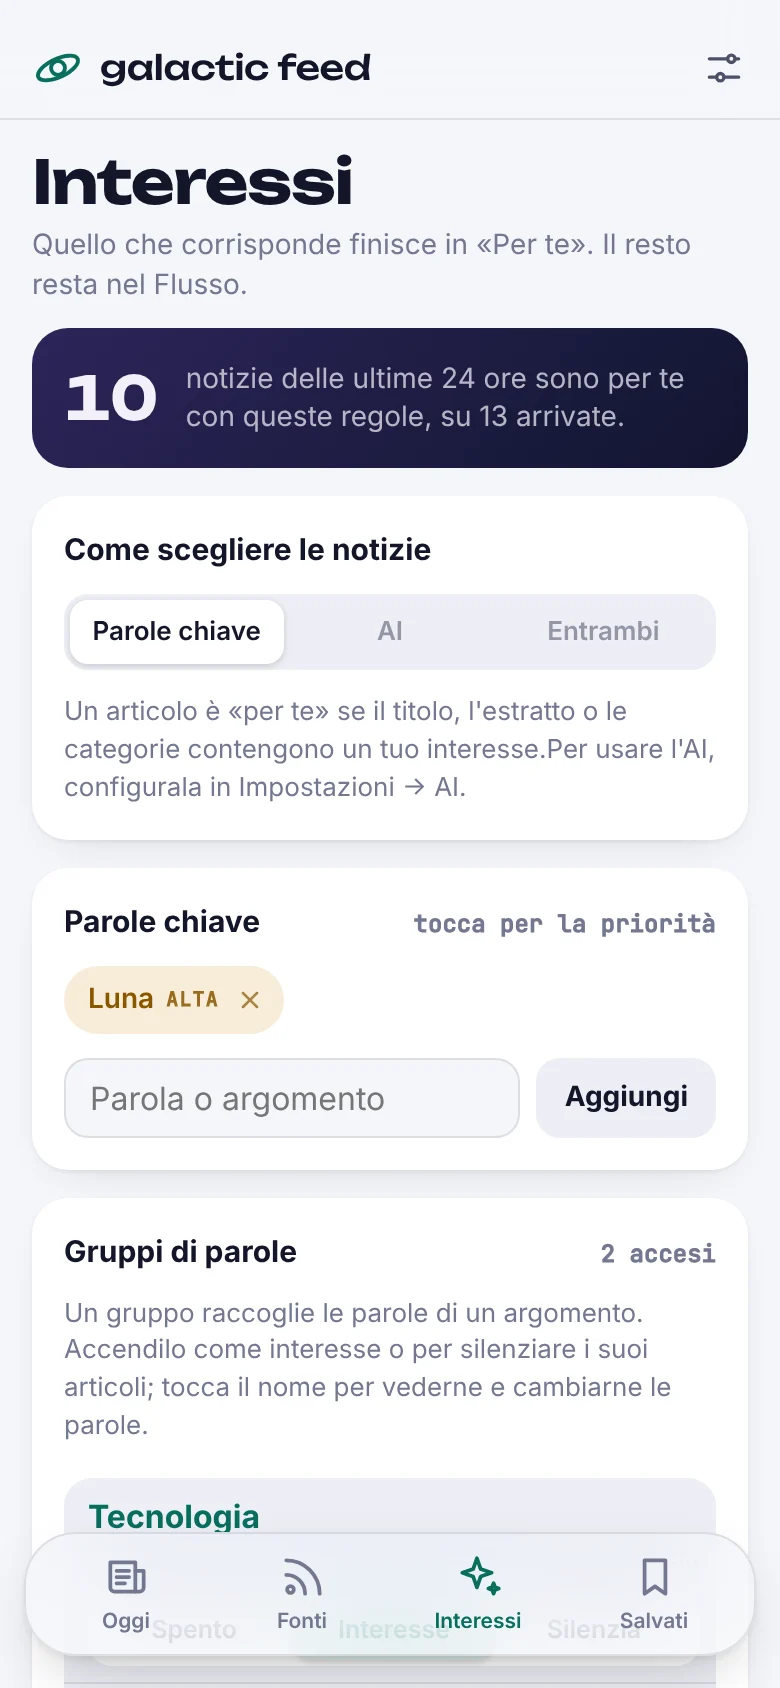 galactic feed
Interessi
Quello che corrisponde finisce in «Per te». Il resto
resta nel Flusso.
10
notizie delle ultime 24 ore sono per te
con queste regole, su 13 arrivate.
Come scegliere le notizie
Parole chiave
AI
Entrambi
Un articolo è «per te» se il titolo, l'estratto o le
categorie contengono un tuo interesse.Per usare l'AI,
configurala in Impostazioni → AI.
Parole chiave
tocca per la priorità
Luna ALTA ×
Parola o argomento
Aggiungi
Gruppi di parole
2 accesi
Un gruppo raccoglie le parole di un argomento.
Accendilo come interesse o per silenziare i suoi
articoli; tocca il nome per vederne e cambiarne le
parole.
Tecnologia
Spento
Interesse
Silenzia
Oggi
Fonti
Interessi
Salvati